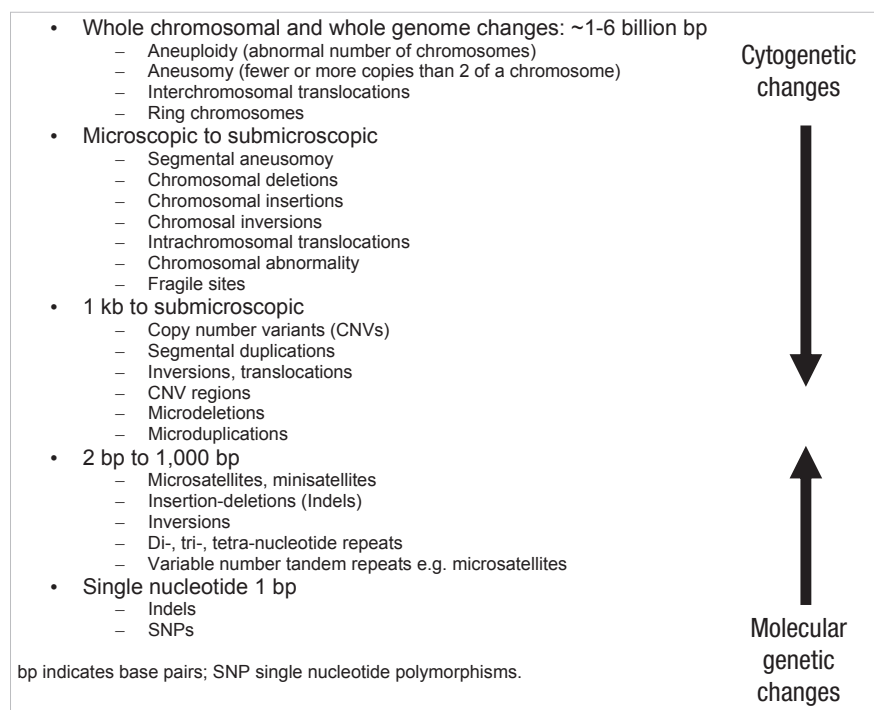 • Whole chromosomal and whole genome changes: ~1-6 billion bp
– Aneuploidy (abnormal number of chromosomes)
– Aneusomy (fewer or more copies than 2 of a chromosome)
– Interchromosomal translocations
– Ring chromosomes
• Microscopic to submicroscopic
– Segmental aneusomoy
– Chromosomal deletions
– Chromosomal insertions
– Chromosal inversions
– Intrachromosomal translocations
– Chromosomal abnormality
– Fragile sites
• 1 kb to submicroscopic
– Copy number variants (CNVs)
– Segmental duplications
– Inversions, translocations
– CNV regions
– Microdeletions
– Microduplications
• 2 bp to 1,000 bp
– Microsatellites, minisatellites
– Insertion-deletions (Indels)
– Inversions
– Di-, tri-, tetra-nucleotide repeats
– Variable number tandem repeats e.g. microsatellites
• Single nucleotide 1 bp
– Indels
– SNPs
bp indicates base pairs; SNP single nucleotide polymorphisms.
Cytogenetic
changes
Molecular
genetic
changes